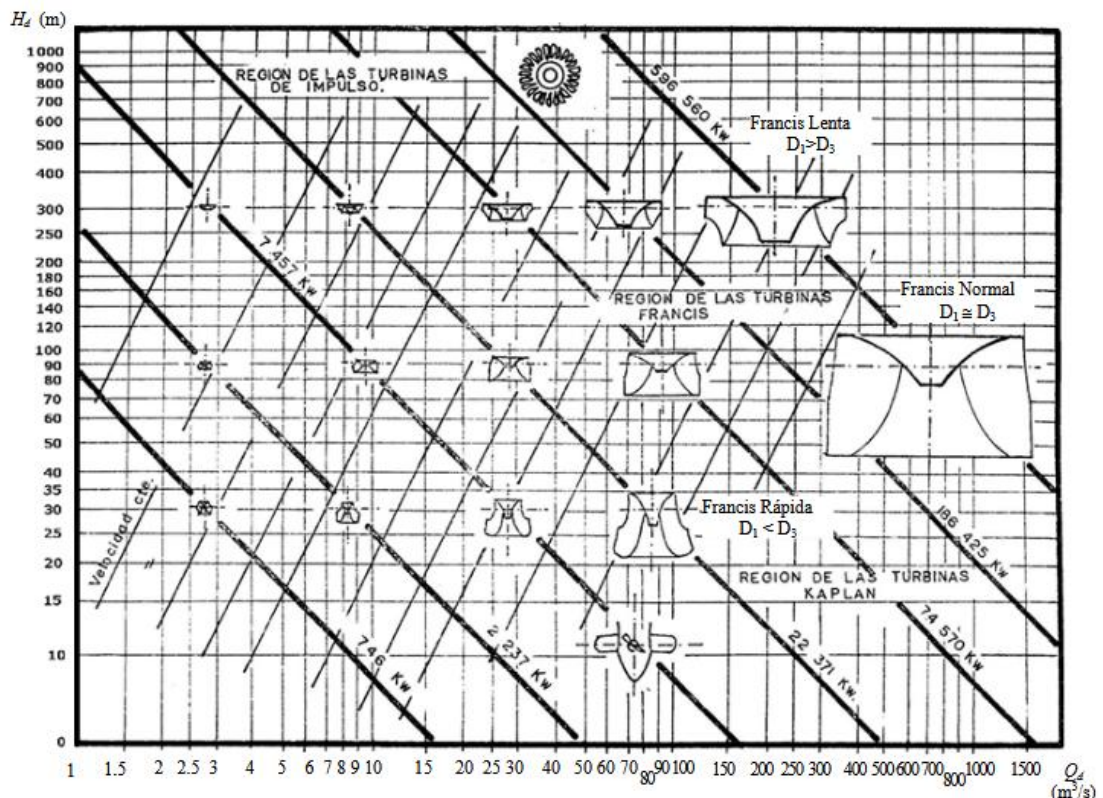 H_d (m)
1000
900
800
700
600
500
400
300
250
200
180
160
140
120
100
90
80
70
60
50
40
35
30
25
20
15
10
0
REGION DE LAS TURBINAS
DE IMPULSO.
596 560 KW
Francis Lenta
D₁>D₃
7 457 KW
REGION DE LAS TURBINAS
FRANCIS
Francis Normal
D₁ ≅ D₃
Velocidad cte.
Francis Rápida
D₁ < D₃
186 425 KW
REGION DE LAS TURBINAS
KAPLAN
746 KW
2 237 KW
22 371 KW.
74 570 KW
1 1.5 2 2.5 3 4 5 6 7 8 9 10 15 20 25 30 40 50 60 70 80 90 100 150 200 300 400 500 600 700 800 1000 1500 Q_d
(m³/s)